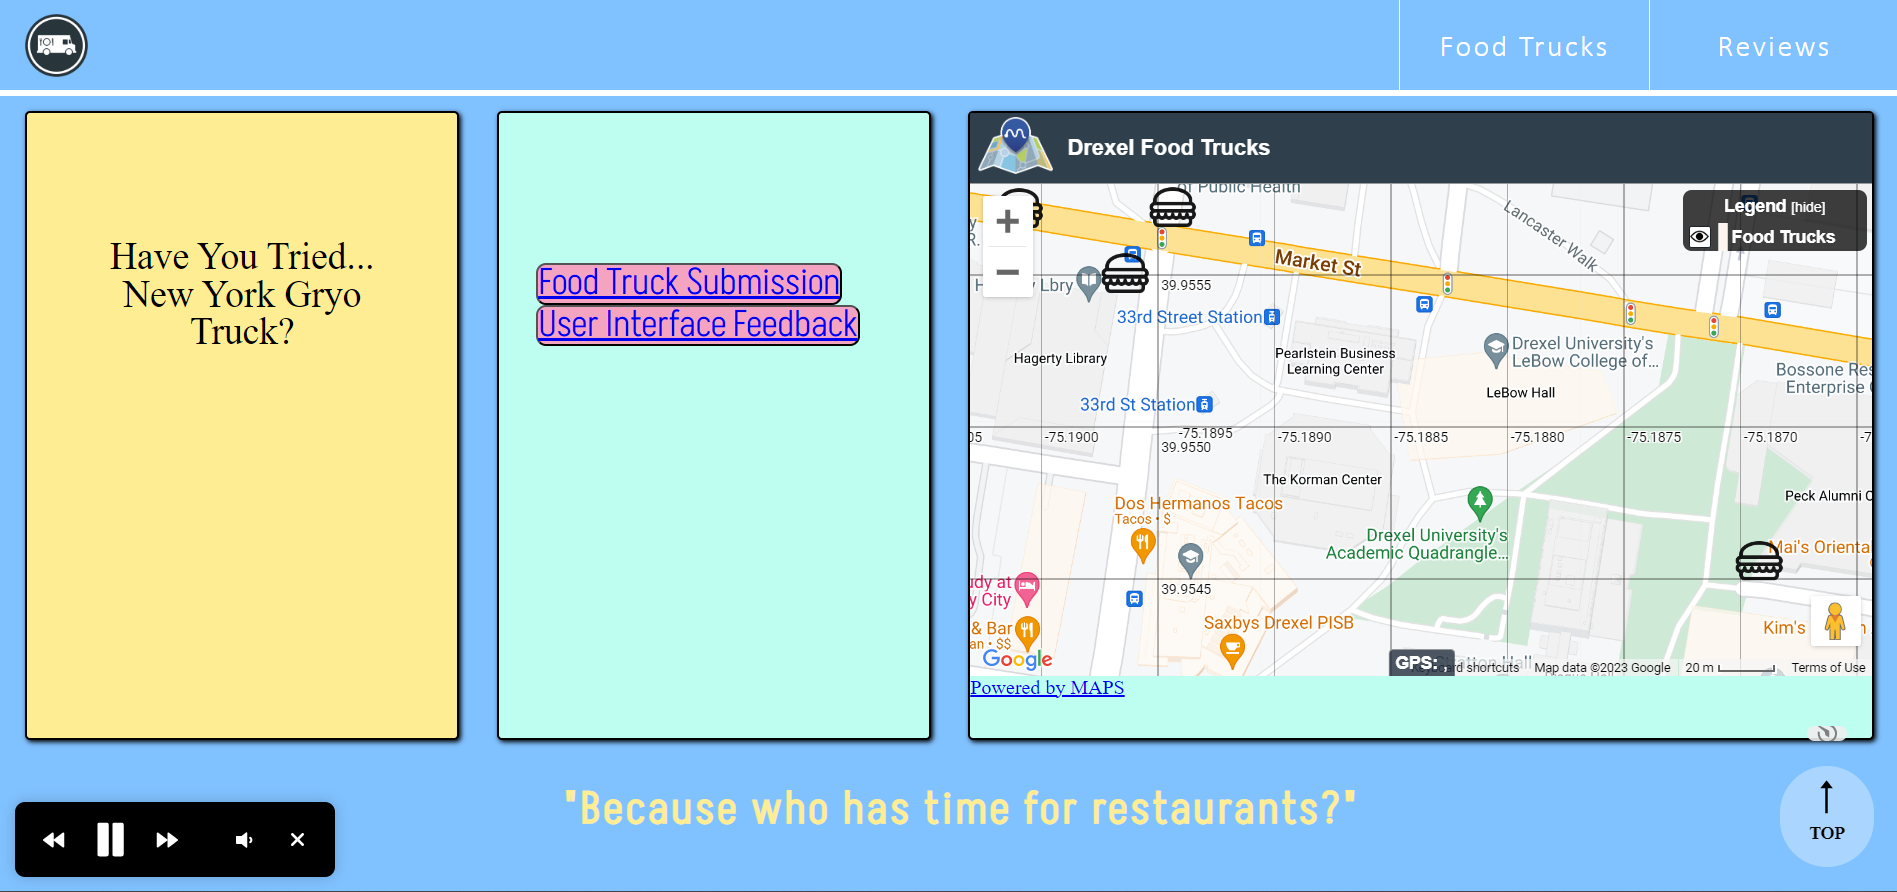 Food Trucks
Reviews
Have You Tried...
New York Gryo
Truck?
Food Truck Submission
User Interface Feedback
Drexel Food Trucks
of Public Health
Legend [hide]
Food Trucks
Lancaster Walk
Market St
Lbry
39.9555
33rd Street Station
Hagerty Library
Pearlstein Business
Learning Center
Drexel University's
LeBow College of...
LeBow Hall
Bossone Res
Enterprise C
33rd St Station
05
-75.1900
-75.1895
-75.1890
-75.1885
-75.1880
-75.1875
-75.1870
-7
39.9550
The Korman Center
Peck Alumni C
Dos Hermanos Tacos
Tacos • $
Drexel University's
Academic Quadrangle...
Mai's Orienta
39.9545
udy at
y City
& Bar
an • $$
Saxbys Drexel PISB
Kim's
Google
GPS: ,
rd shortcuts
Map data ©2023 Google
20 m
Terms of Use
Powered by MAPS
"Because who has time for restaurants?"
TOP